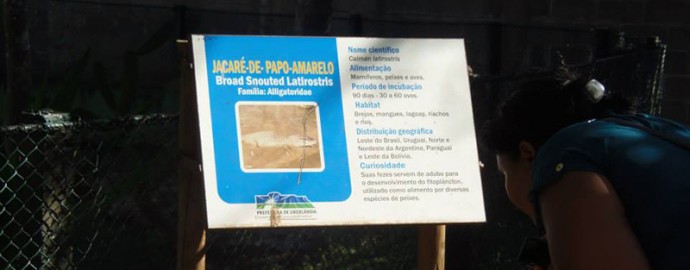 JACARÉ-DE- PAPO-AMARELO
Broad Snouted Latirostris
Família: Alligatoridae
PREFEITURA DE UBERLÂNDIA
Nome científico
Caiman latirostris
Alimentação
Mamíferos, peixes e aves.
Período de incubação
90 dias - 30 a 60 ovos.
Habitat
Brejos, mangues, lagoas, riachos
e rios.
Distribuição geográfica
Leste do Brasil, Uruguai, Norte e
Nordeste da Argentina, Paraguai
e Leste da Bolívia.
Curiosidade
Suas fezes servem de adubo para
o desenvolvimento do fitoplâncton,
utilizado como alimento por diversas
espécies de peixes.